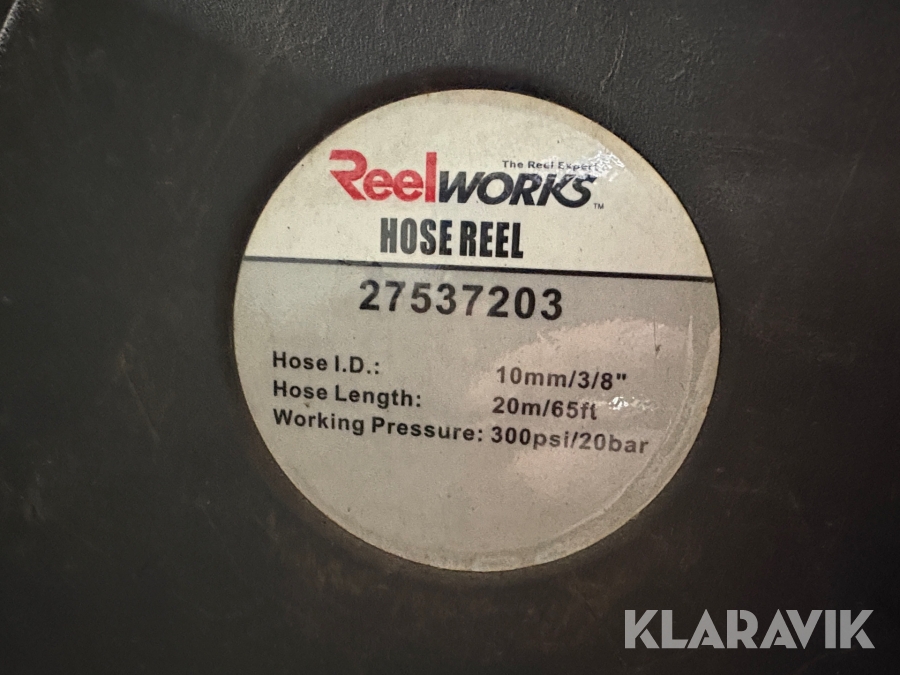 The Reel Expert
ReelWORKS™
HOSE REEL
27537203
Hose I.D.: 10mm/3/8"
Hose Length: 20m/65ft
Working Pressure: 300psi/20bar
KLARAVIK